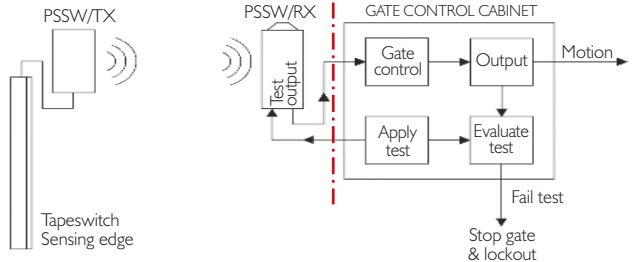 PSSW/TX
PSSW/RX
GATE CONTROL CABINET
Test
output
Gate
control
Output
Motion
Apply
test
Evaluate
test
Fail test
Tapeswitch
Sensing edge
Stop gate
& lockout